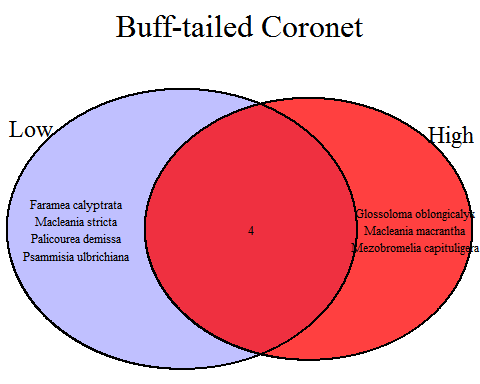 Buff-tailed Coronet
Low
High
Faramea calyptrata
Macleania stricta
Palicourea demissa
Psammisia ulbrichiana
4
Glossoloma oblongicalyx
Macleania macrantha
Mezobromelia capituligera